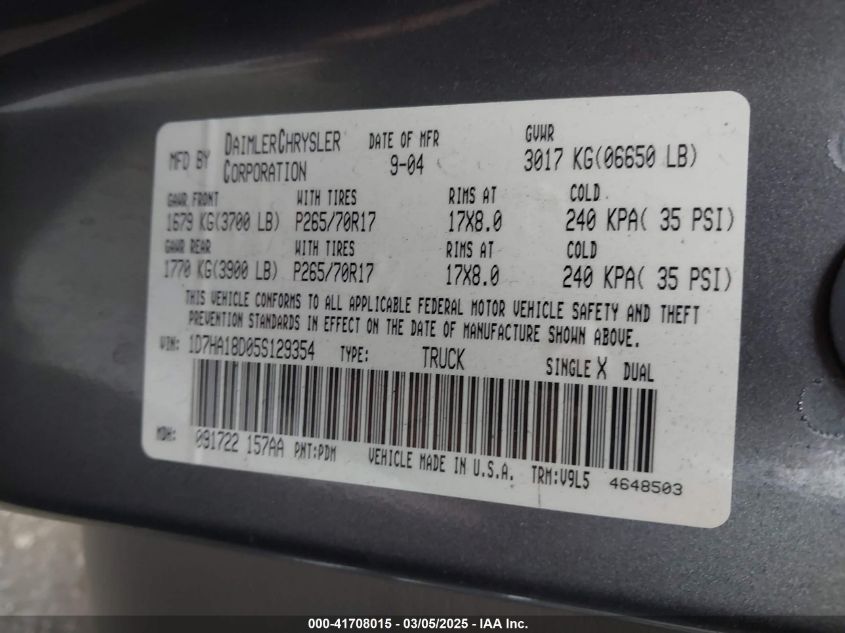 MFD BY DAIMLERCHRYSLER CORPORATION DATE OF MFR 9-04 GVWR 3017 KG(06650 LB)
GAWR FRONT WITH TIRES RIMS AT COLD
1679 KG(3700 LB) P265/70R17 17X8.0 240 KPA( 35 PSI)
GAWR REAR WITH TIRES RIMS AT COLD
1770 KG(3900 LB) P265/70R17 17X8.0 240 KPA( 35 PSI)
THIS VEHICLE CONFORMS TO ALL APPLICABLE FEDERAL MOTOR VEHICLE SAFETY AND THEFT
PREVENTION STANDARDS IN EFFECT ON THE DATE OF MANUFACTURE SHOWN ABOVE.
VIN: 1D7HA18D05S129354 TYPE: TRUCK SINGLE X DUAL
MDH: 091722 157AA PNT:PDM VEHICLE MADE IN U.S.A. TRM:V9L5 4648503
000-41708015 - 03/05/2025 - IAA Inc.